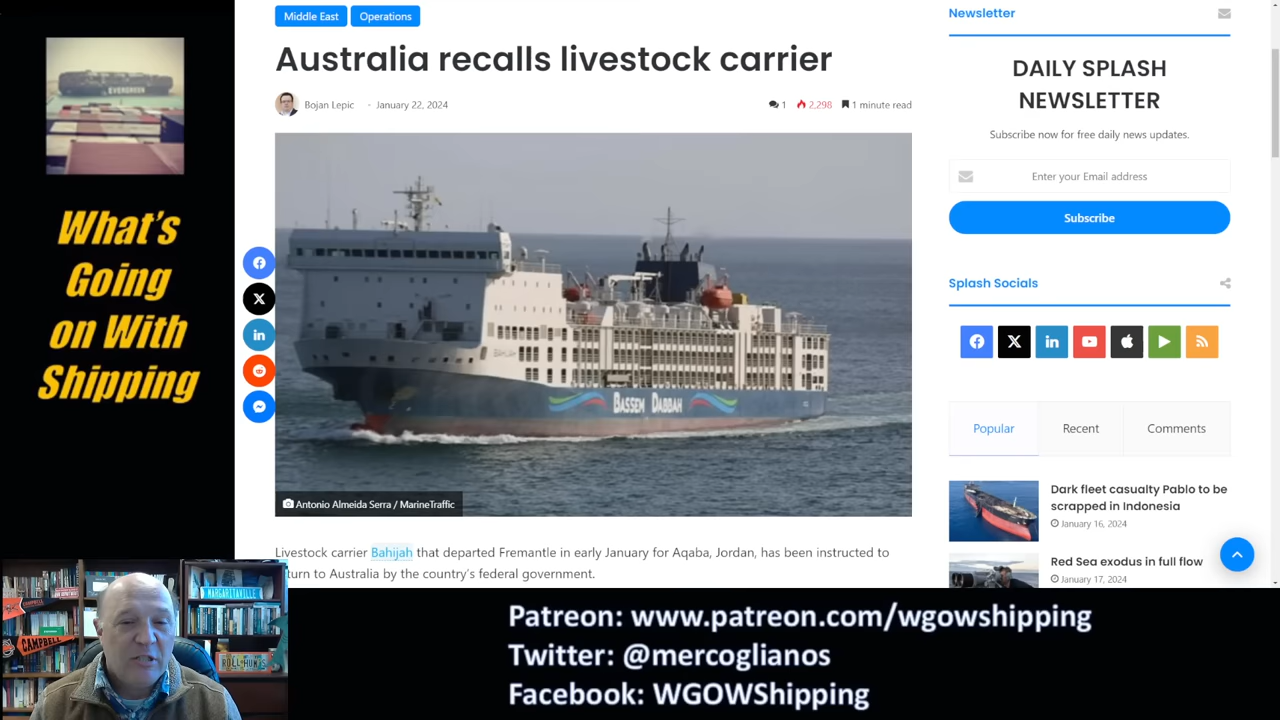 EVERGREEN
What's
Going
on With
Shipping
Middle East
Operations
Australia recalls livestock carrier
Bojan Lepic - January 22, 2024
1
2,298
1 minute read
BASSEM DABBAH
Antonio Almeida Serra / MarineTraffic
Livestock carrier Bahijah that departed Fremantle in early January for Aqaba, Jordan, has been instructed to
turn to Australia by the country's federal government.
Newsletter
DAILY SPLASH
NEWSLETTER
Subscribe now for free daily news updates.
Enter your Email address
Subscribe
Splash Socials
Popular
Recent
Comments
Dark fleet casualty Pablo to be
scrapped in Indonesia
January 16, 2024
Red Sea exodus in full flow
January 17, 2024
MARGARITAVILLE
CAMPBELL
Patreon: www.patreon.com/wgowshipping
Twitter: @mercoglianos
Facebook: WGOWShipping